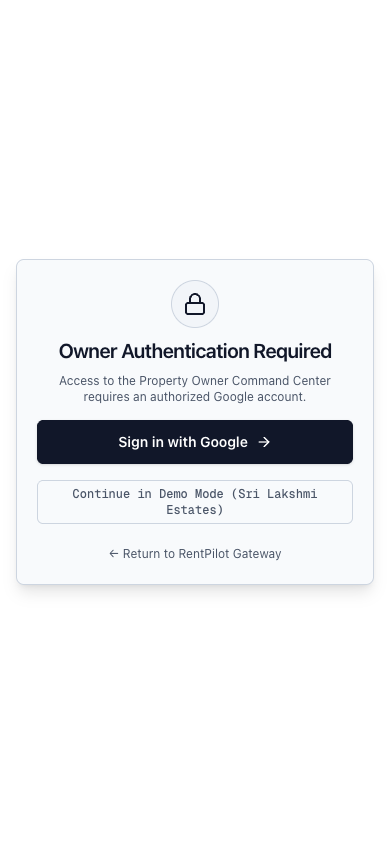 Owner Authentication Required
Access to the Property Owner Command Center
requires an authorized Google account.
Sign in with Google →
Continue in Demo Mode (Sri Lakshmi
Estates)
← Return to RentPilot Gateway